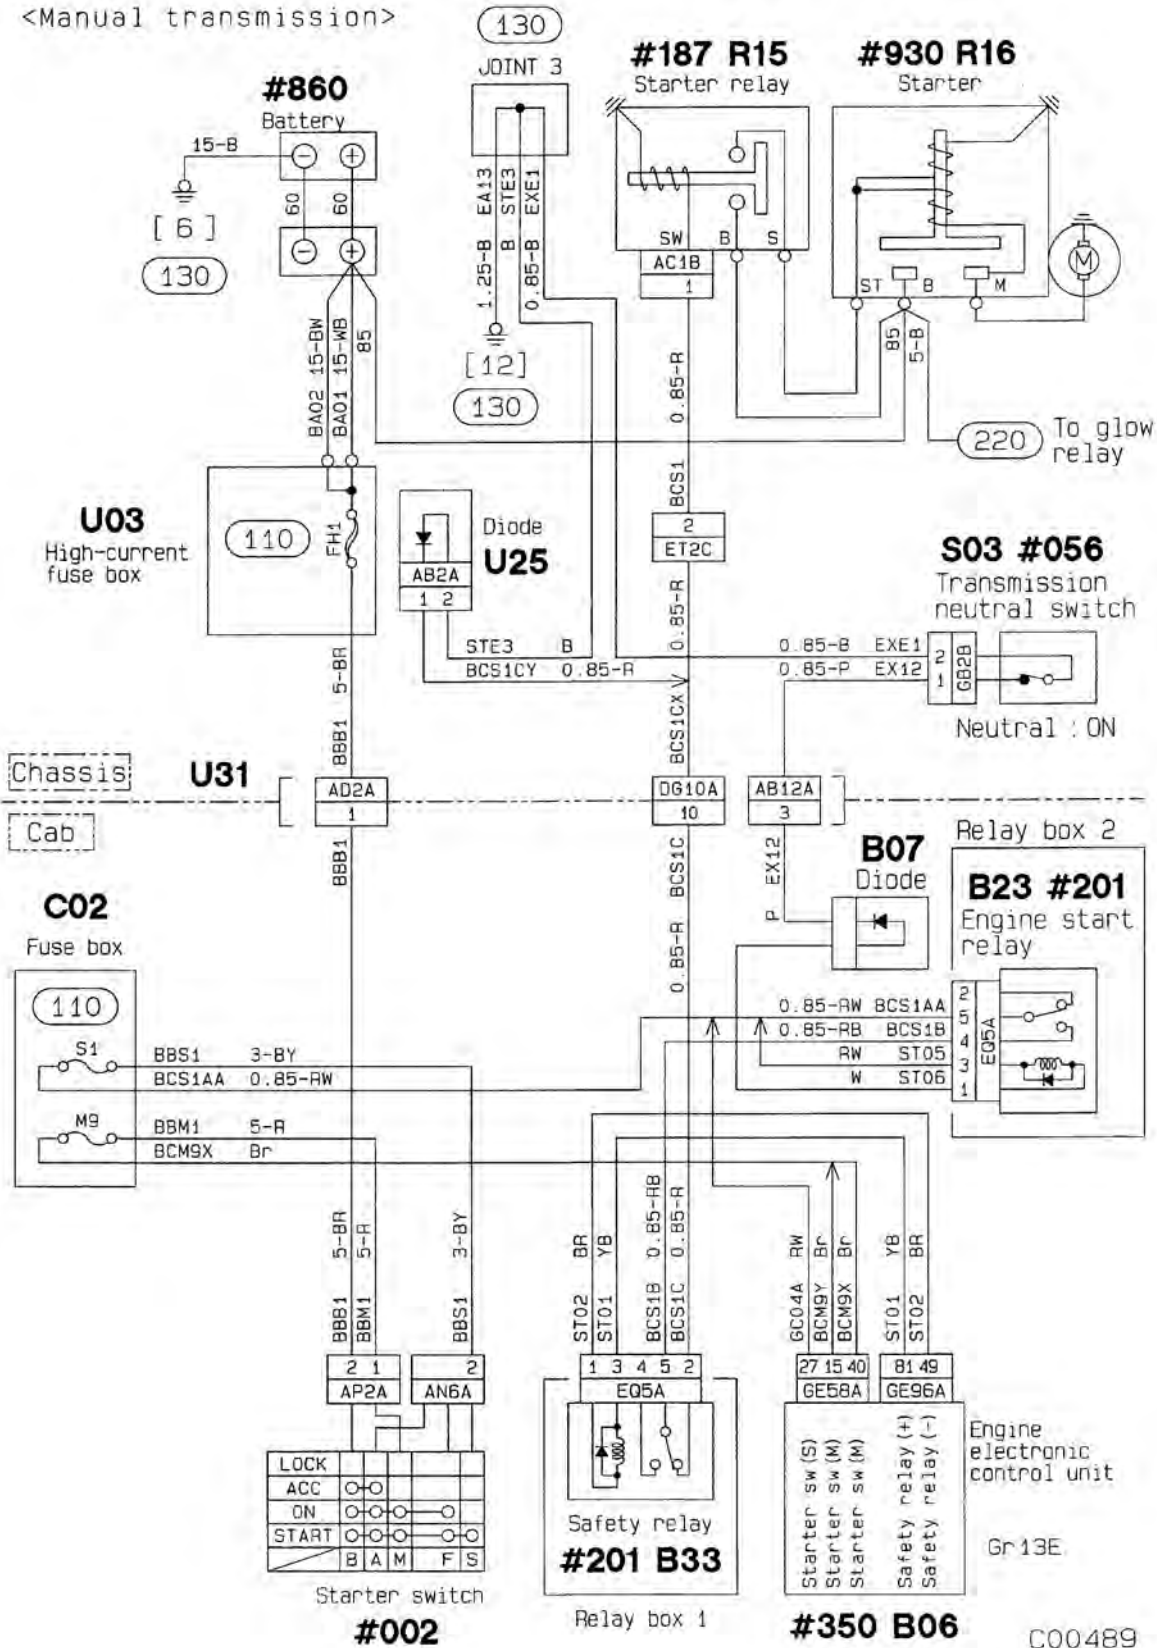 <Manual transmission>
130
JOINT 3
#187 R15
Starter relay
#930 R16
Starter
#860
Battery
15-B
60
60
[6]
130
1.25-B EA13
B STE3
0.85-B EXE1
SW B S
AC1B
1
ST B M
M
85
5-B
[12]
130
BA02 15-BW
BA01 15-WB
85
0.85-R
BCS1
220
To glow
relay
U03
High-current
fuse box
110
FH1
Diode
U25
AB2A
1 2
2
ET2C
S03 #056
Transmission
neutral switch
STE3 B
BCS1CY 0.85-R
0.85-R
0.85-B EXE1
0.85-P EX12
2
1
GB2B
Neutral : ON
5-BR
BBB1
BCS1CX
Chassis
U31
AD2A
1
DG10A
10
AB12A
3
Cab
BBB1
0.85-R BCS1C
P EX12
B07
Diode
Relay box 2
B23 #201
Engine start
relay
C02
Fuse box
110
0.85-RW BCS1AA
0.85-RB BCS1B
RW ST05
W ST06
2
5
4
3
1
EQ5A
S1
BBS1 3-BY
BCS1AA 0.85-RW
M9
BBM1 5-R
BCM9X Br
BBB1 5-BR
BBM1 5-R
BBS1 3-BY
ST02 BR
ST01 YB
BCS1B 0.85-RB
BCS1C 0.85-R
GC04A RW
BCM9Y Br
BCM9X Br
ST01 YB
ST02 BR
2 1
AP2A
2
AN6A
1 3 4 5 2
EQ5A
27 15 40
GE58A
81 49
GE96A
LOCK
ACC
ON
START
B A M F S
Starter switch
#002
Safety relay
#201 B33
Relay box 1
Starter sw (S)
Starter sw (M)
Starter sw (M)
Safety relay (+)
Safety relay (-)
Engine
electronic
control unit
Gr13E
#350 B06
C00489